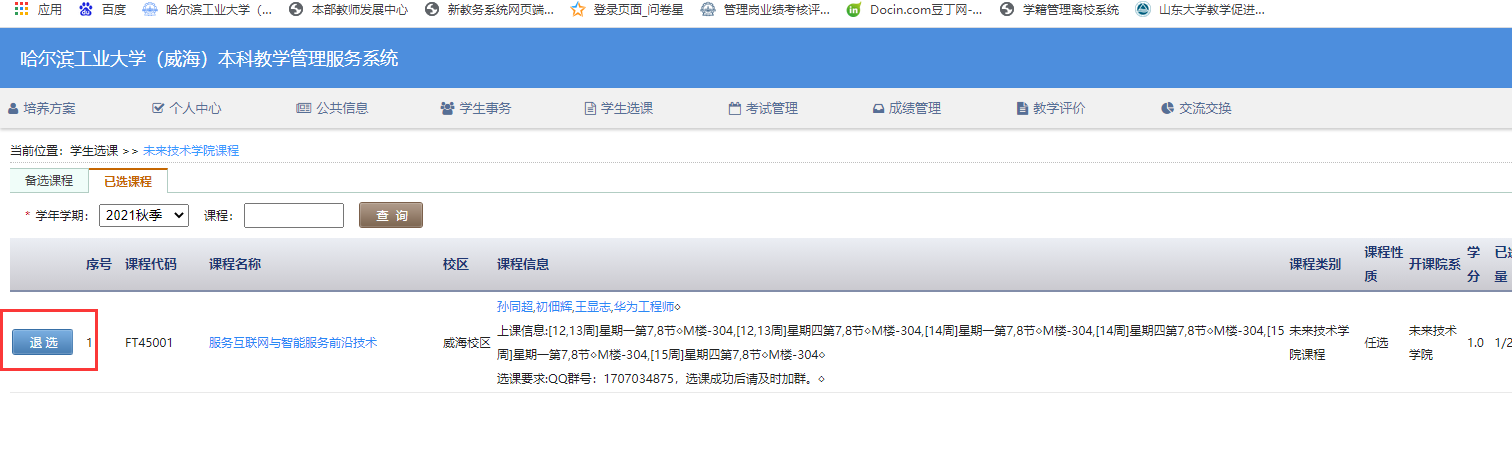 应用 百度 哈尔滨工业大学（... 本部教师发展中心 新教务系统网页端... 登录页面_问卷星 管理岗业绩考核评... Docin.com豆丁网-... 学籍管理离校系统 山东大学教学促进...
哈尔滨工业大学（威海）本科教学管理服务系统
培养方案 个人中心 公共信息 学生事务 学生选课 考试管理 成绩管理 教学评价 交流交换
当前位置：学生选课 >> 未来技术学院课程
备选课程 已选课程
* 学年学期： 2021秋季 课程： 查 询
序号 课程代码 课程名称 校区 课程信息 课程类别 课程性质 开课院系 学分 已选量
孙同超,初佃辉,王显志,华为工程师◇
退 选 1 FT45001 服务互联网与智能服务前沿技术 威海校区 上课信息:[12,13周]星期一第7,8节◇M楼-304,[12,13周]星期四第7,8节◇M楼-304,[14周]星期一第7,8节◇M楼-304,[14周]星期四第7,8节◇M楼-304,[15
周]星期一第7,8节◇M楼-304,[15周]星期四第7,8节◇M楼-304◇ 未来技术学院课程 任选 未来技术学院 1.0 1/2
选课要求:QQ群号：1707034875，选课成功后请及时加群。◇